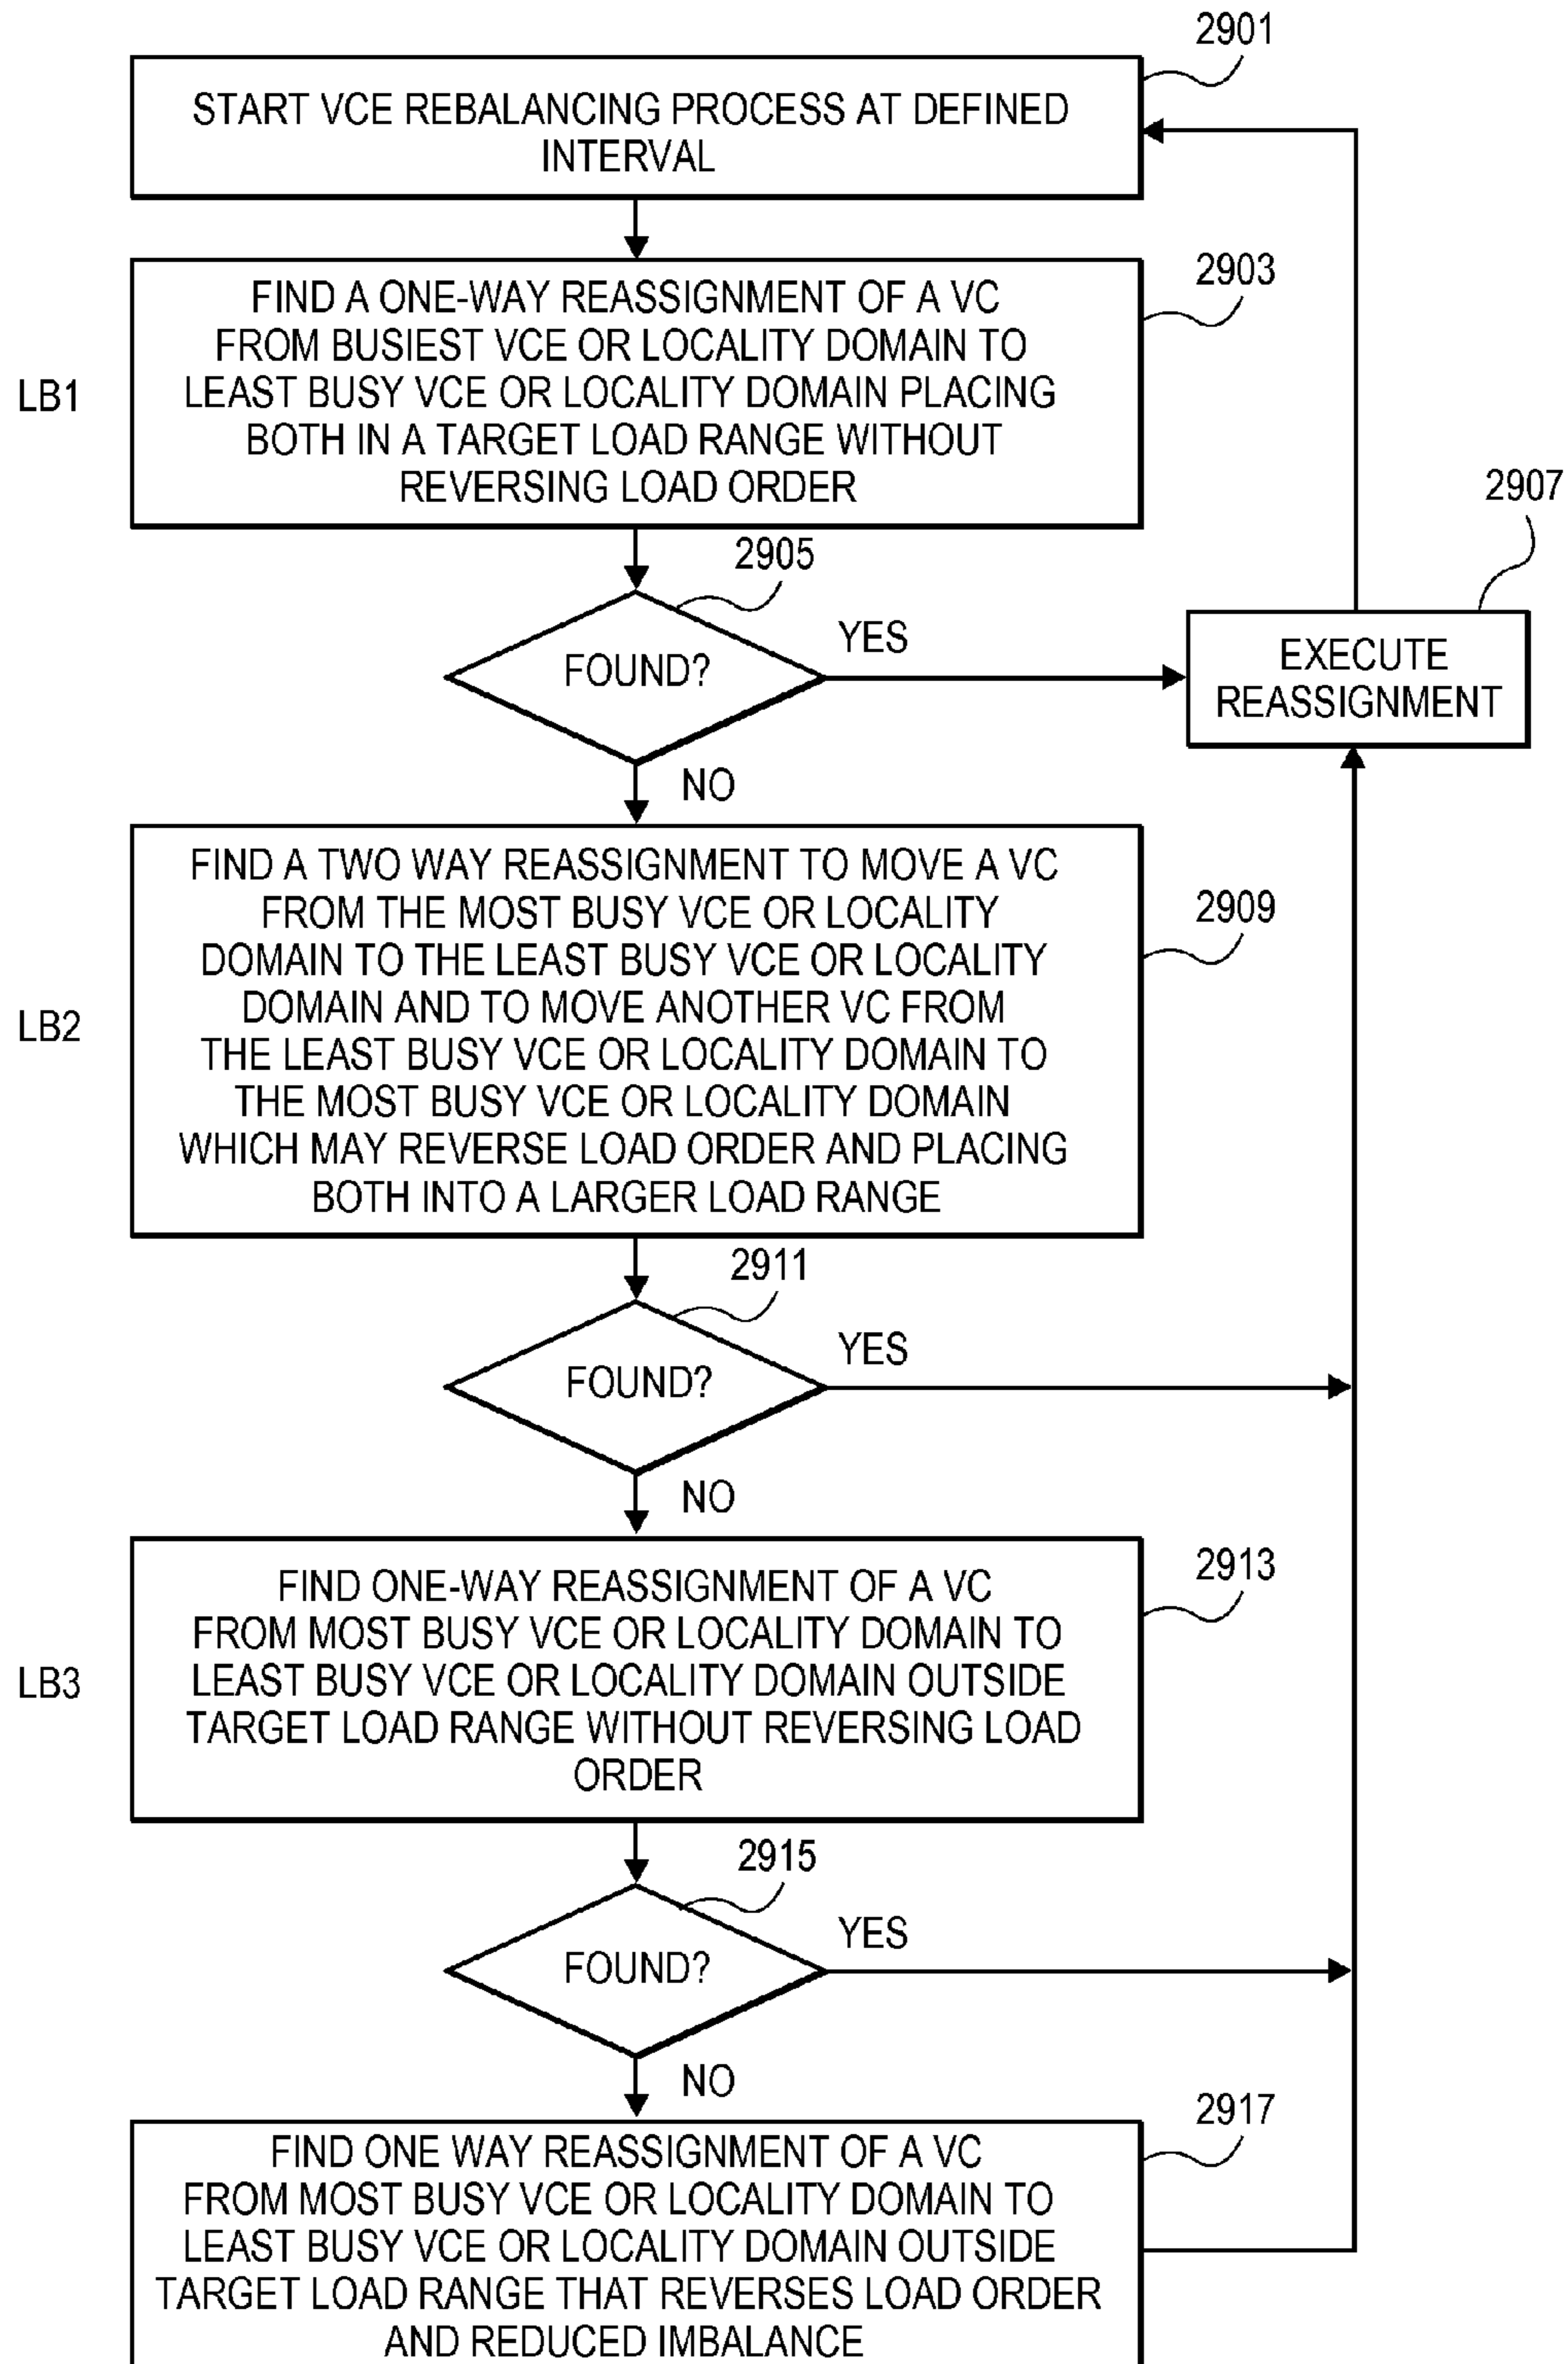 2901
START VCE REBALANCING PROCESS AT DEFINED
INTERVAL
2903
LB1
FIND A ONE-WAY REASSIGNMENT OF A VC
FROM BUSIEST VCE OR LOCALITY DOMAIN TO
LEAST BUSY VCE OR LOCALITY DOMAIN PLACING
BOTH IN A TARGET LOAD RANGE WITHOUT
REVERSING LOAD ORDER
2905
FOUND?
YES
2907
EXECUTE
REASSIGNMENT
NO
2909
LB2
FIND A TWO WAY REASSIGNMENT TO MOVE A VC
FROM THE MOST BUSY VCE OR LOCALITY
DOMAIN TO THE LEAST BUSY VCE OR LOCALITY
DOMAIN AND TO MOVE ANOTHER VC FROM
THE LEAST BUSY VCE OR LOCALITY DOMAIN TO
THE MOST BUSY VCE OR LOCALITY DOMAIN
WHICH MAY REVERSE LOAD ORDER AND PLACING
BOTH INTO A LARGER LOAD RANGE
2911
FOUND?
YES
NO
2913
LB3
FIND ONE-WAY REASSIGNMENT OF A VC
FROM MOST BUSY VCE OR LOCALITY DOMAIN TO
LEAST BUSY VCE OR LOCALITY DOMAIN OUTSIDE
TARGET LOAD RANGE WITHOUT REVERSING LOAD
ORDER
2915
FOUND?
YES
NO
2917
FIND ONE WAY REASSIGNMENT OF A VC
FROM MOST BUSY VCE OR LOCALITY DOMAIN TO
LEAST BUSY VCE OR LOCALITY DOMAIN OUTSIDE
TARGET LOAD RANGE THAT REVERSES LOAD ORDER
AND REDUCED IMBALANCE